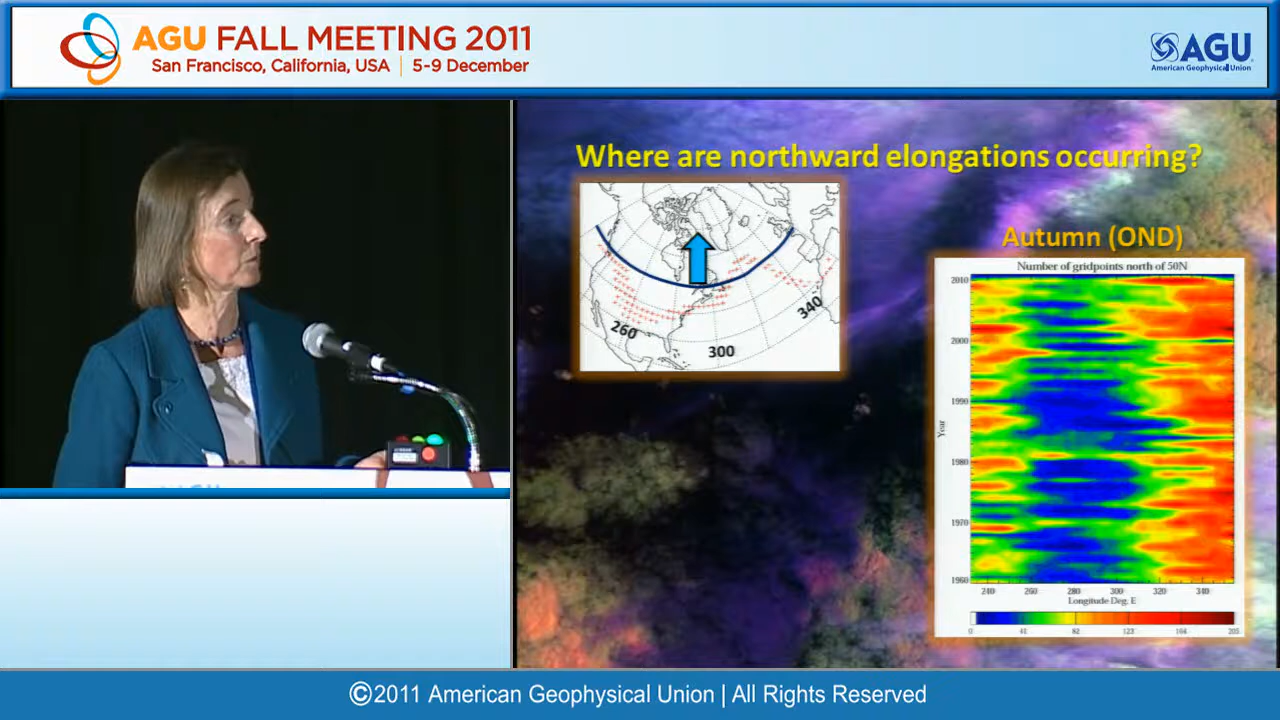 AGU FALL MEETING 2011
San Francisco, California, USA | 5-9 December
AGU
American Geophysical Union
Where are northward elongations occurring?
260
300
340
Autumn (OND)
Number of gridpoints north of 50N
2010
2000
1990
1980
1970
1960
Year
240 260 280 300 320 340
Longitude Deg. E
0 41 82 123 164 205
©2011 American Geophysical Union | All Rights Reserved